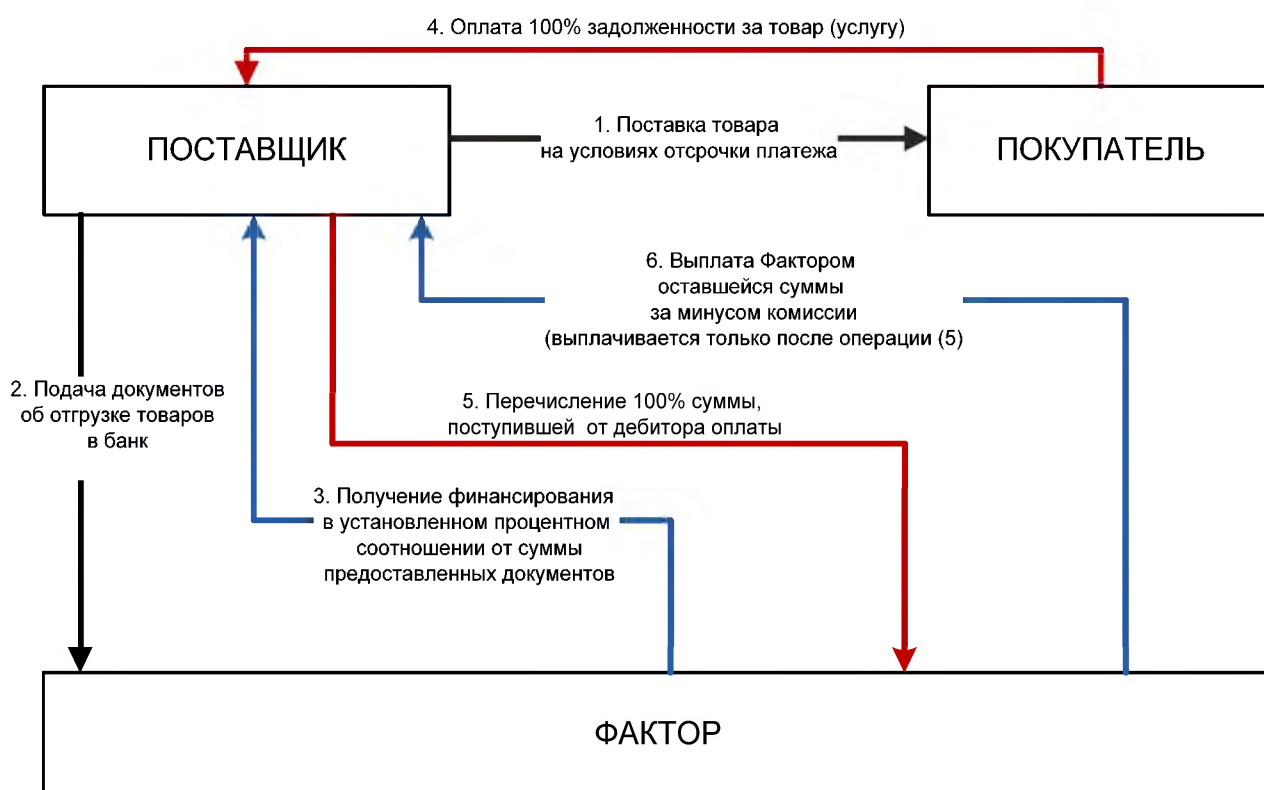 4. Оплата 100% задолженности за товар (услугу)
ПОСТАВЩИК
1. Поставка товара
на условиях отсрочки платежа
ПОКУПАТЕЛЬ
6. Выплата Фактором
оставшейся суммы
за минусом комиссии
(выплачивается только после операции (5)
2. Подача документов
об отгрузке товаров
в банк
5. Перечисление 100% суммы,
поступившей от дебитора оплаты
3. Получение финансирования
в установленном процентном
соотношении от суммы
предоставленных документов
ФАКТОР